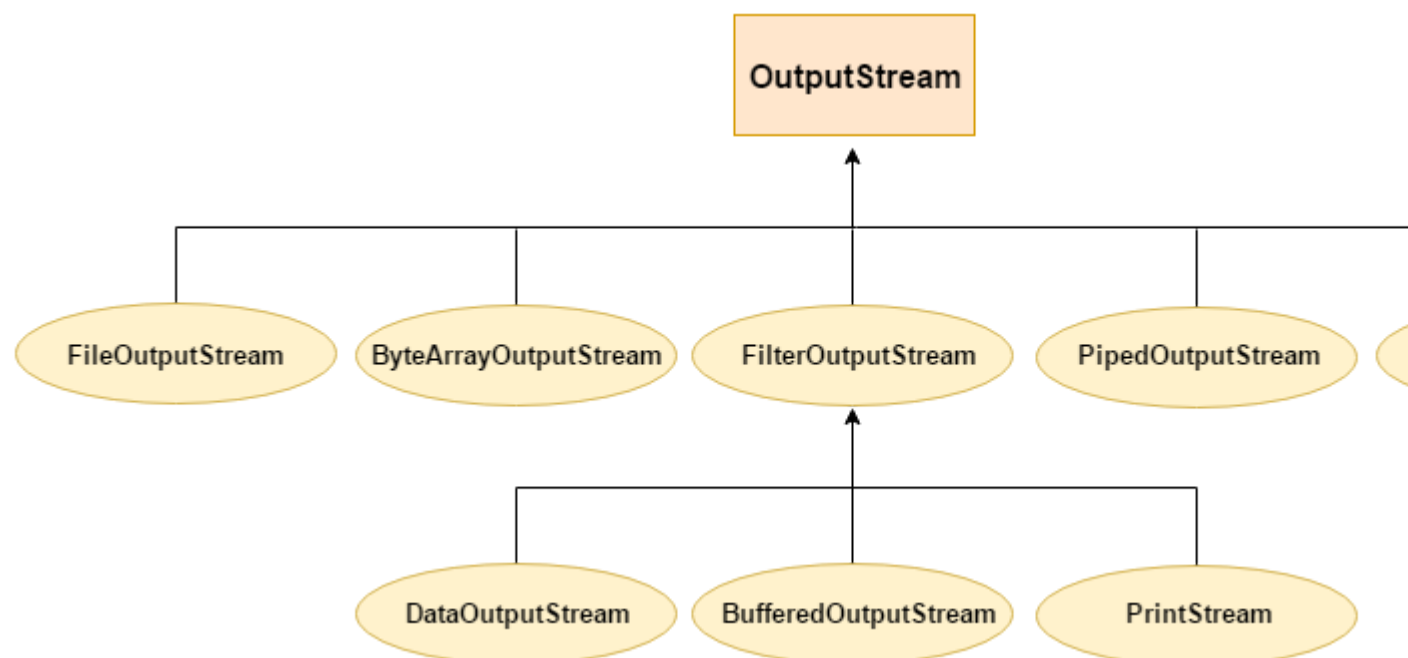 OutputStream
FileOutputStream
ByteArrayOutputStream
FilterOutputStream
PipedOutputStream
DataOutputStream
BufferedOutputStream
PrintStream